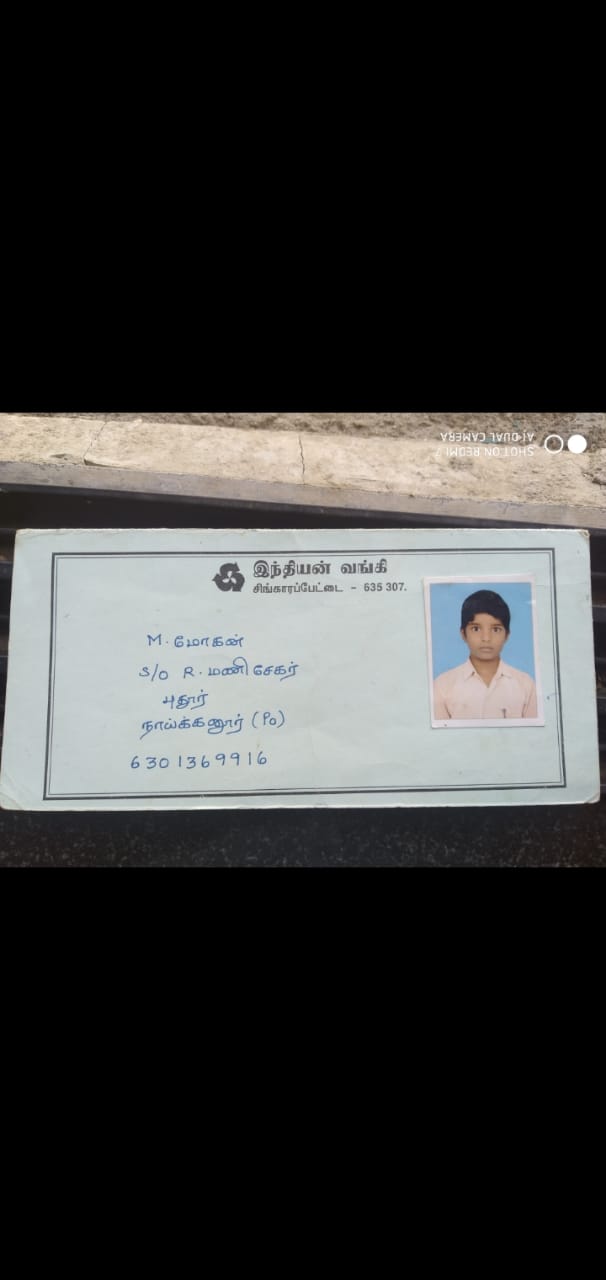 SHOT ON REDMI 7
AI DUAL CAMERA
இந்தியன் வங்கி
சிங்காரப்பேட்டை - 635 307.
M. மோகன்
S/O R. மணிசேகர்
புதூர்
நாய்க்கனூர் (Po)
6301369916